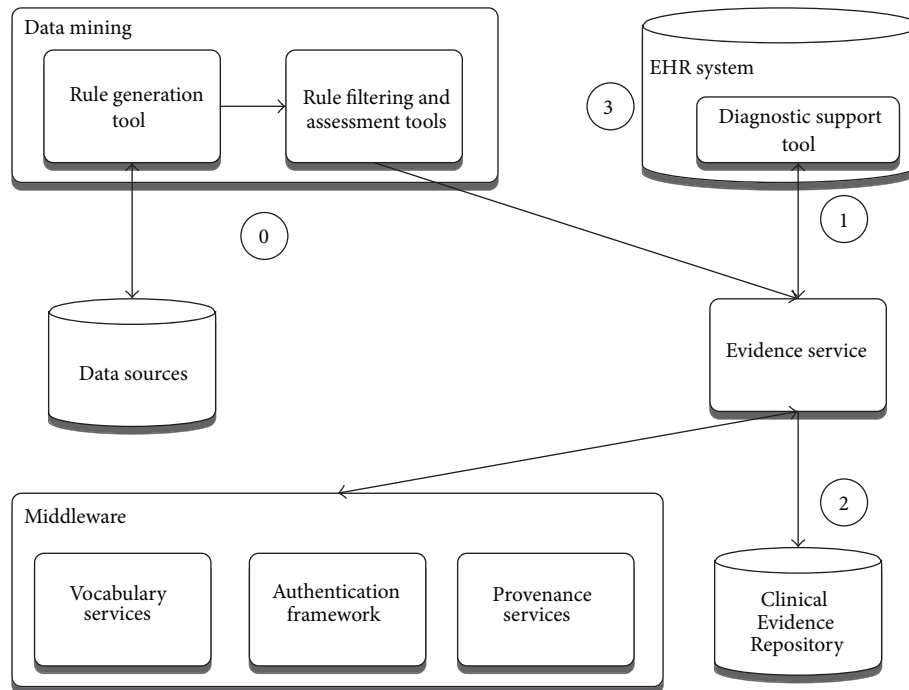 Data mining
Rule generation
tool
Rule filtering and
assessment tools
EHR system
3
Diagnostic support
tool
0
1
Data sources
Evidence service
Middleware
2
Vocabulary
services
Authentication
framework
Provenance
services
Clinical
Evidence
Repository